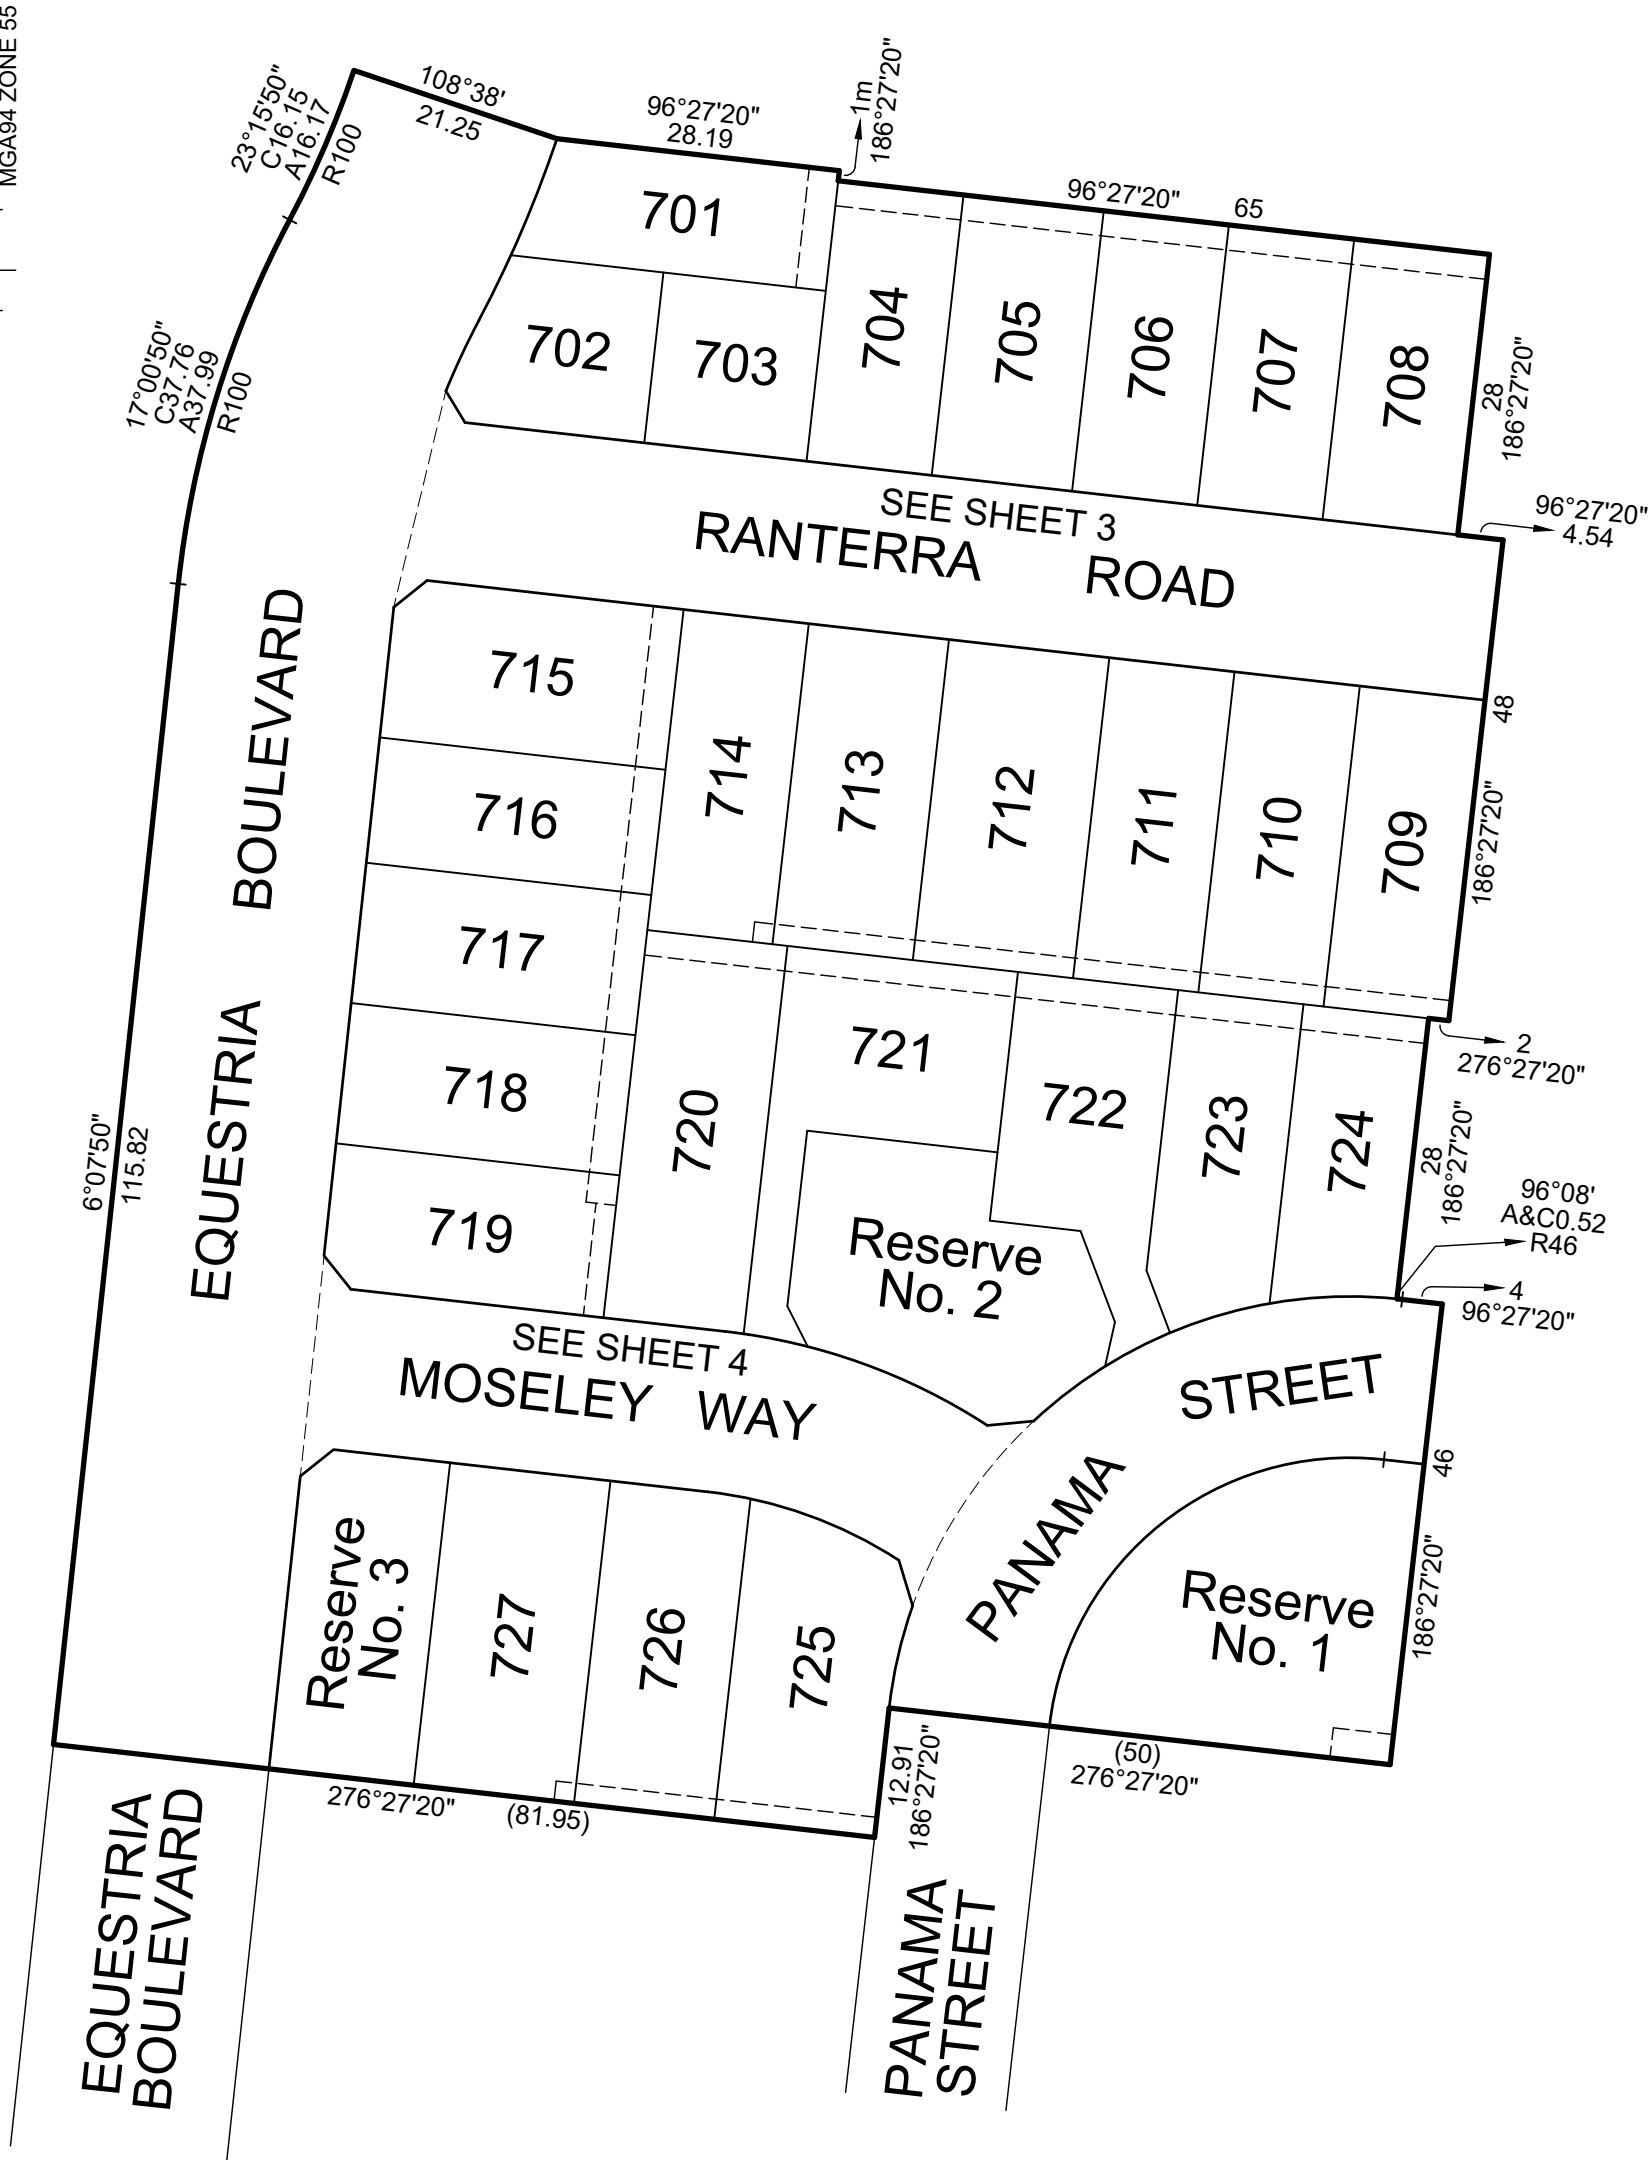 MGA94 ZONE 55
23°15'50"
C16.15
A16.17
R100
108°38'
21.25
96°27'20"
28.19
1m
186°27'20"
96°27'20"
65
701
702
703
704
705
706
707
708
28
186°27'20"
17°00'50"
C37.76
A37.99
R100
SEE SHEET 3
RANTERRA ROAD
96°27'20"
4.54
EQUESTRIA BOULEVARD
715
716
717
718
719
714
713
712
711
710
709
48
186°27'20"
720
721
722
723
724
2
276°27'20"
28
186°27'20"
96°08'
A&C0.52
R46
4
96°27'20"
6°07'50"
115.82
Reserve
No. 2
SEE SHEET 4
MOSELEY WAY
PANAMA STREET
46
186°27'20"
Reserve
No. 3
727
726
725
Reserve
No. 1
12.91
186°27'20"
(50)
276°27'20"
276°27'20"
(81.95)
EQUESTRIA
BOULEVARD
PANAMA
STREET